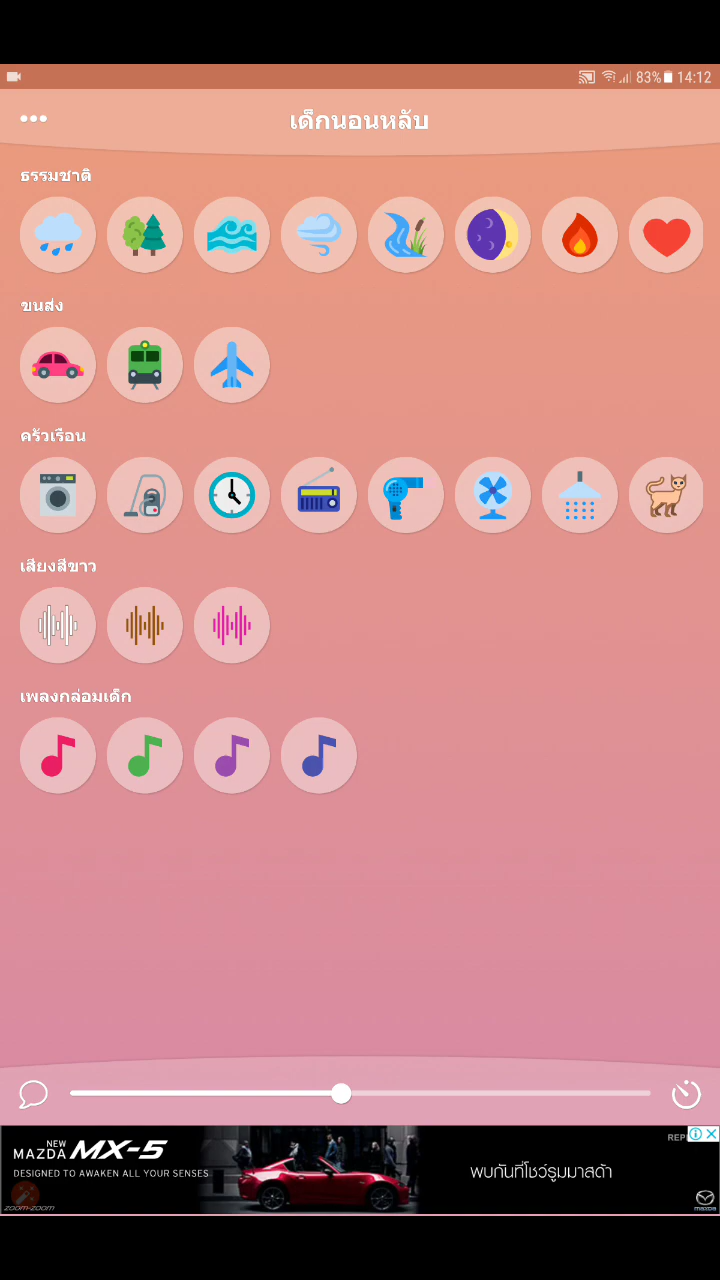 83% 14:12
เด็กนอนหลับ
ธรรมชาติ
ขนส่ง
ครัวเรือน
เสียงสีขาว
เพลงกล่อมเด็ก
NEW
MAZDA MX-5
DESIGNED TO AWAKEN ALL YOUR SENSES
พบกันที่โชว์รูมมาสด้า
zoom-zoom
mazda